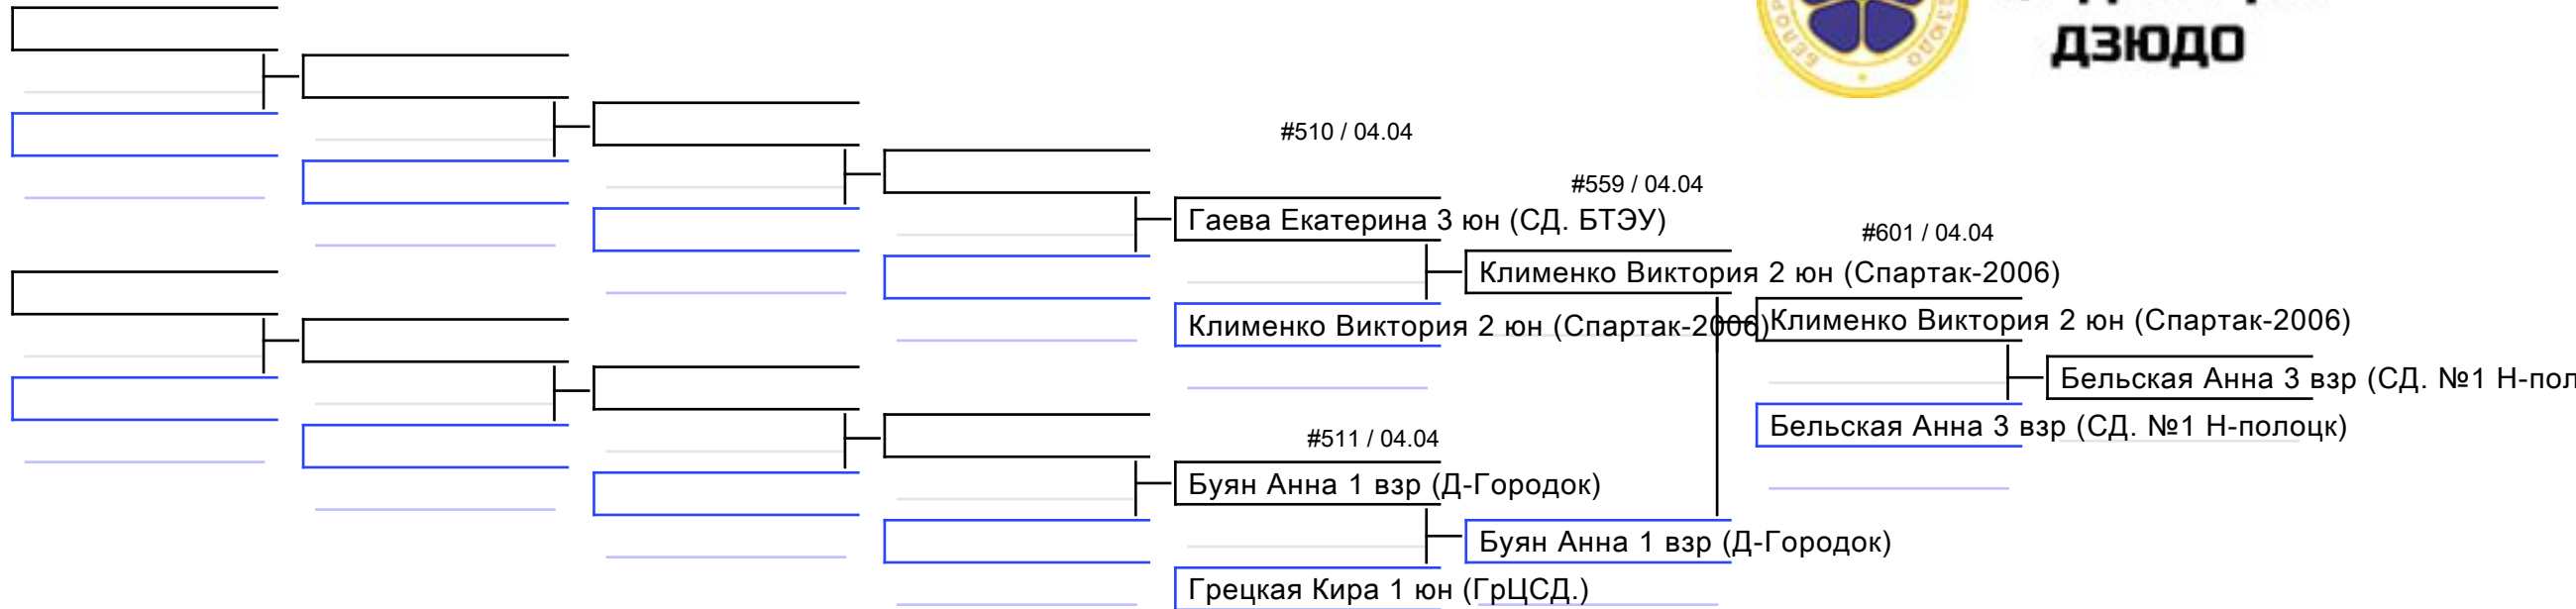 ДЗЮДО
#510 / 04.04
#559 / 04.04
Гаева Екатерина 3 юн (СД. БТЭУ)
#601 / 04.04
Клименко Виктория 2 юн (Спартак-2006)
Клименко Виктория 2 юн (Спартак-2006)
Клименко Виктория 2 юн (Спартак-2006)
Бельская Анна 3 взр (СД. №1 Н-пол
Бельская Анна 3 взр (СД. №1 Н-полоцк)
#511 / 04.04
Буян Анна 1 взр (Д-Городок)
Буян Анна 1 взр (Д-Городок)
Грецкая Кира 1 юн (ГрЦСД.)